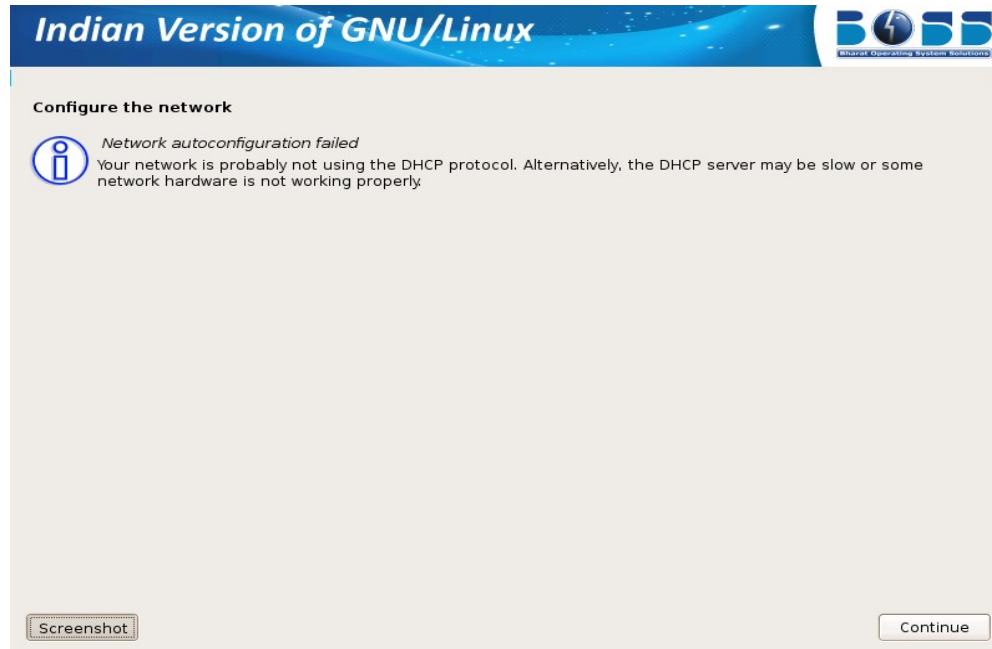 Indian Version of GNU/Linux
BOSS
Bharat Operating System Solutions
Configure the network
Network autoconfiguration failed
Your network is probably not using the DHCP protocol. Alternatively, the DHCP server may be slow or some
network hardware is not working properly.
Screenshot
Continue